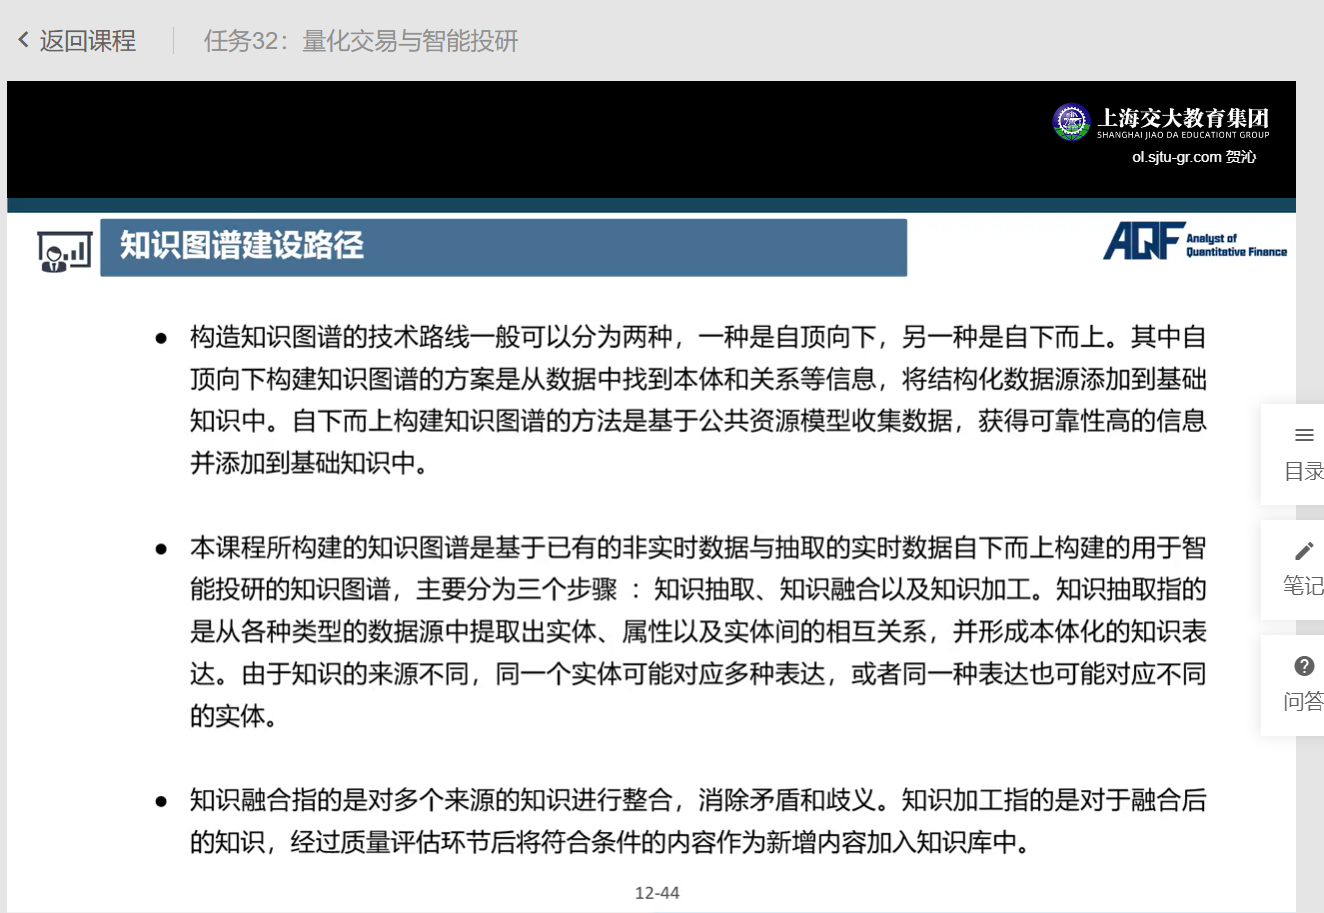 返回课程
任务32：量化交易与智能投研
上海交大教育集团
SHANGHAI JIAO DA EDUCATIONT GROUP
ol.sjtu-gr.com 贺沁
知识图谱建设路径
AQF Analyst of
Quantitative Finance
● 构造知识图谱的技术路线一般可以分为两种，一种是自顶向下，另一种是自下而上。其中自
顶向下构建知识图谱的方案是从数据中找到本体和关系等信息，将结构化数据源添加到基础
知识中。自下而上构建知识图谱的方法是基于公共资源模型收集数据，获得可靠性高的信息
并添加到基础知识中。
● 本课程所构建的知识图谱是基于已有的非实时数据与抽取的实时数据自下而上构建的用于智
能投研的知识图谱，主要分为三个步骤 ：知识抽取、知识融合以及知识加工。知识抽取指的
是从各种类型的数据源中提取出实体、属性以及实体间的相互关系，并形成本体化的知识表
达。由于知识的来源不同，同一个实体可能对应多种表达，或者同一种表达也可能对应不同
的实体。
● 知识融合指的是对多个来源的知识进行整合，消除矛盾和歧义。知识加工指的是对于融合后
的知识，经过质量评估环节后将符合条件的内容作为新增内容加入知识库中。
12-44
目录
笔记
问答